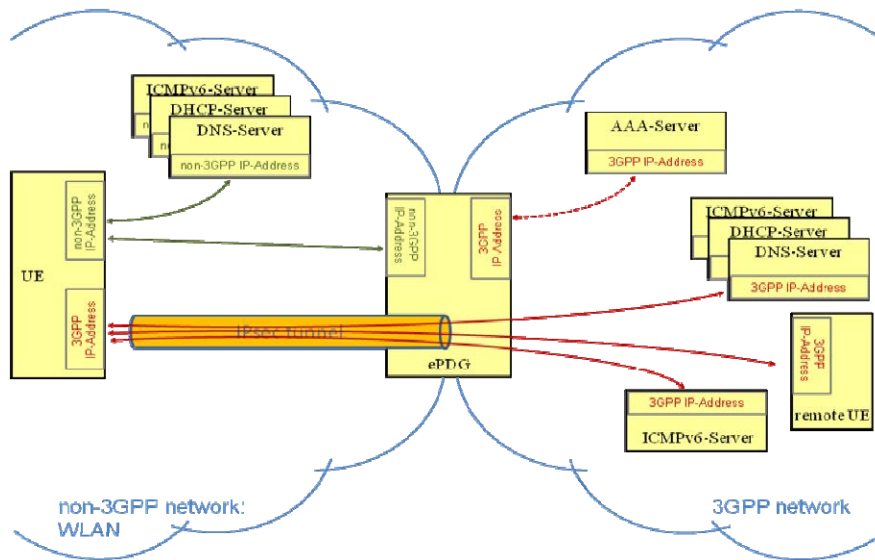 ICMPv6-Server
DHCP-Server
DNS-Server
non-3GPP IP-Address
AAA-Server
3GPP IP-Address
UE
non-3GPP
IP-Address
3GPP
IP-Address
non-3GPP
IP-Address
3GPP
IP Address
ICMPv6-Server
DHCP-Server
DNS-Server
3GPP IP-Address
IPsec tunnel
ePDG
3GPP
IP-Address
remote UE
3GPP IP-Address
ICMPv6-Server
non-3GPP network:
WLAN
3GPP network